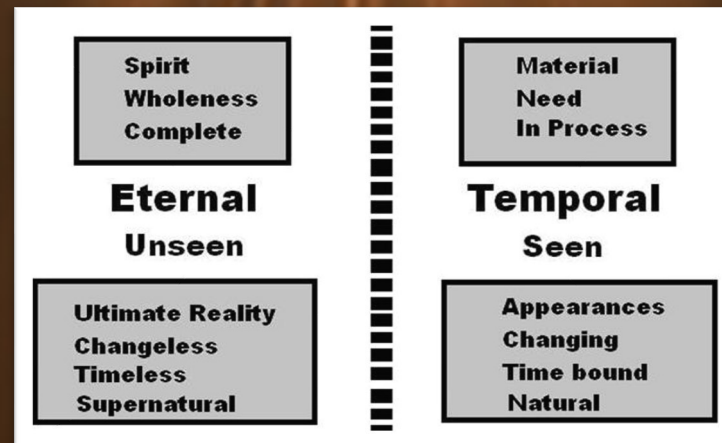 Spirit
Wholeness
Complete
Eternal
Unseen
Ultimate Reality
Changeless
Timeless
Supernatural
Material
Need
In Process
Temporal
Seen
Appearances
Changing
Time bound
Natural